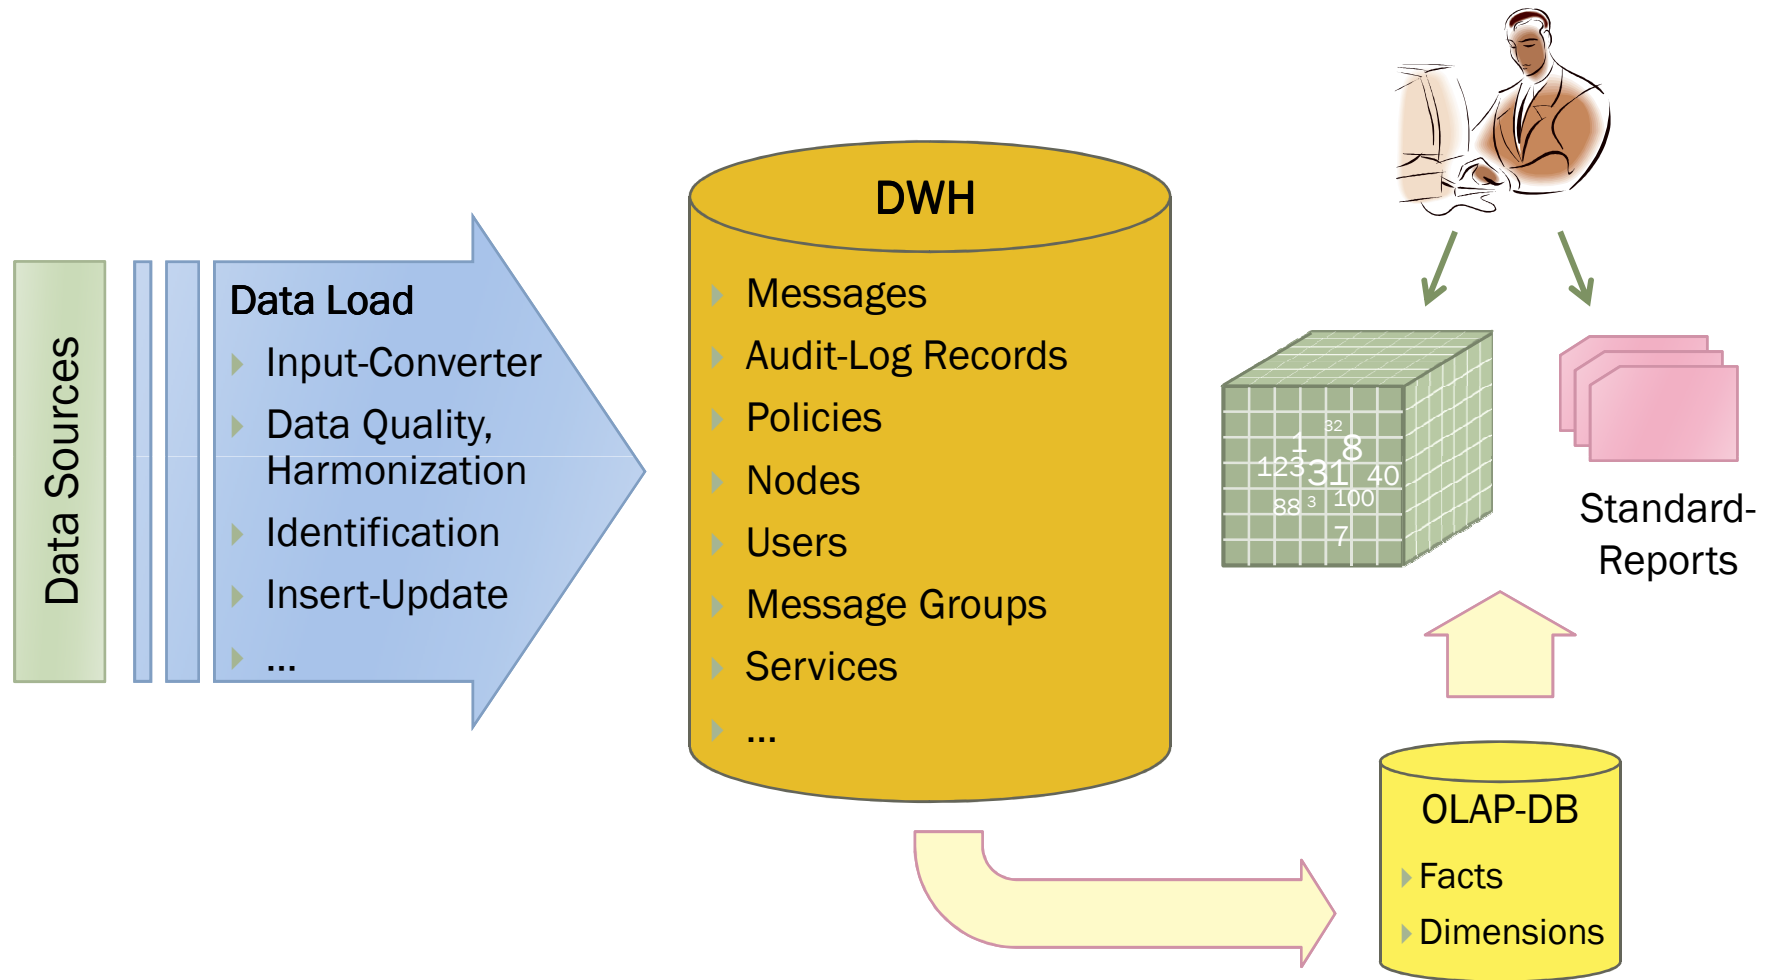 Data Sources
Data Load
Input-Converter
Data Quality,
Harmonization
Identification
Insert-Update
...
DWH
Messages
Audit-Log Records
Policies
Nodes
Users
Message Groups
Services
...
32
1 8
123 31 40
88 3 100
7
Standard-
Reports
OLAP-DB
Facts
Dimensions